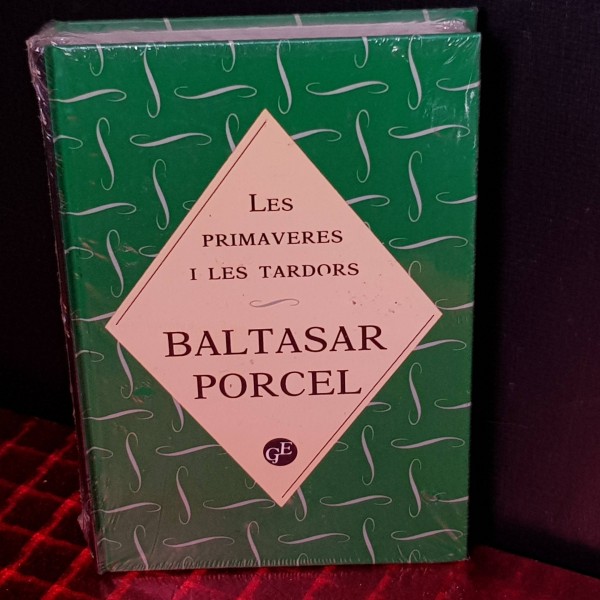 LES
PRIMAVERES
I LES TARDORS
BALTASAR
PORCEL
GE